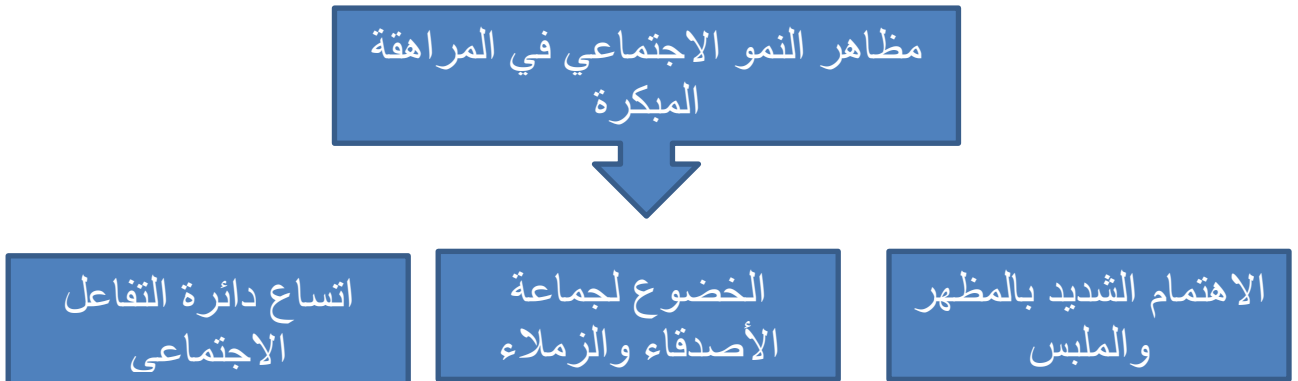 مظاهر النمو الاجتماعي في المراهقة
المبكرة
الاهتمام الشديد بالمظهر
والملبس
الخضوع لجماعة
الأصدقاء والزملاء
اتساع دائرة التفاعل
الاجتماعي